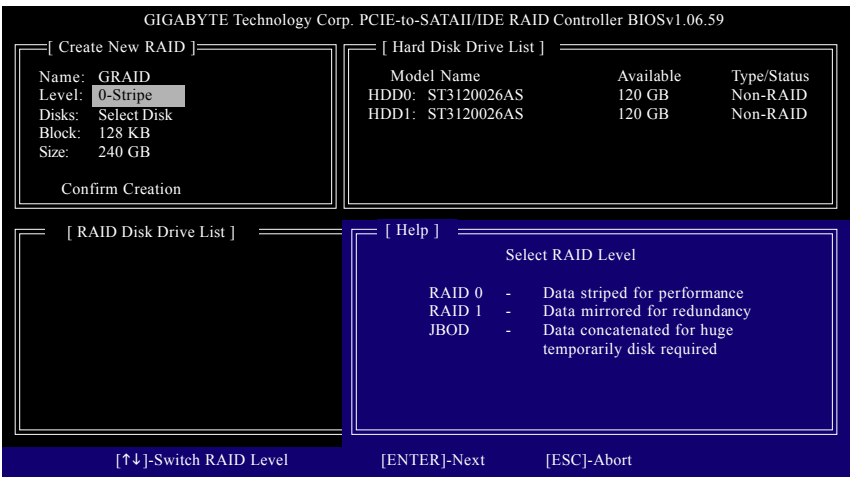 GIGABYTE Technology Corp. PCIE-to-SATAII/IDE RAID Controller BIOSv1.06.59
[ Create New RAID ]
Name: GRAID
Level: 0-Stripe
Disks: Select Disk
Block: 128 KB
Size: 240 GB
Confirm Creation
[ Hard Disk Drive List ]
Model Name Available Type/Status
HDD0: ST3120026AS 120 GB Non-RAID
HDD1: ST3120026AS 120 GB Non-RAID
[ RAID Disk Drive List ]
[ Help ]
Select RAID Level
RAID 0 - Data striped for performance
RAID 1 - Data mirrored for redundancy
JBOD - Data concatenated for huge
temporarily disk required
[↑↓]-Switch RAID Level [ENTER]-Next [ESC]-Abort